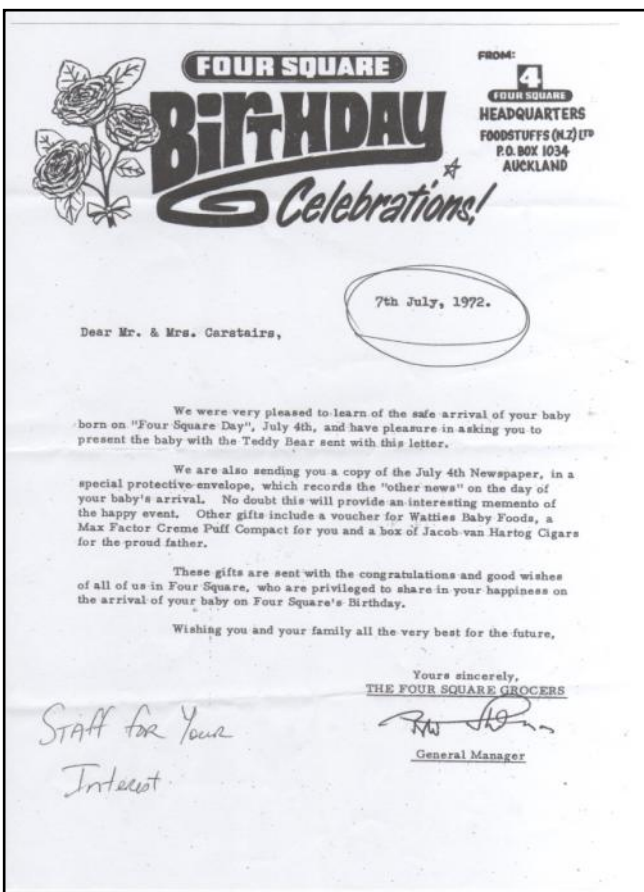 FOUR SQUARE
BIRTHDAY
Celebrations!
FROM:
4
FOUR SQUARE
HEADQUARTERS
FOODSTUFFS (N.Z) LTD
P.O. BOX 1034
AUCKLAND
7th July, 1972.
Dear Mr. & Mrs. Carstairs,
We were very pleased to learn of the safe arrival of your baby
born on "Four Square Day", July 4th, and have pleasure in asking you to
present the baby with the Teddy Bear sent with this letter.
We are also sending you a copy of the July 4th Newspaper, in a
special protective envelope, which records the "other news" on the day of
your baby's arrival. No doubt this will provide an interesting memento of
the happy event. Other gifts include a voucher for Watties Baby Foods, a
Max Factor Creme Puff Compact for you and a box of Jacob van Hartog Cigars
for the proud father.
These gifts are sent with the congratulations and good wishes
of all of us in Four Square, who are privileged to share in your happiness on
the arrival of your baby on Four Square's Birthday.
Wishing you and your family all the very best for the future,
Yours sincerely,
THE FOUR SQUARE GROCERS
General Manager
Staff for Your
Interest